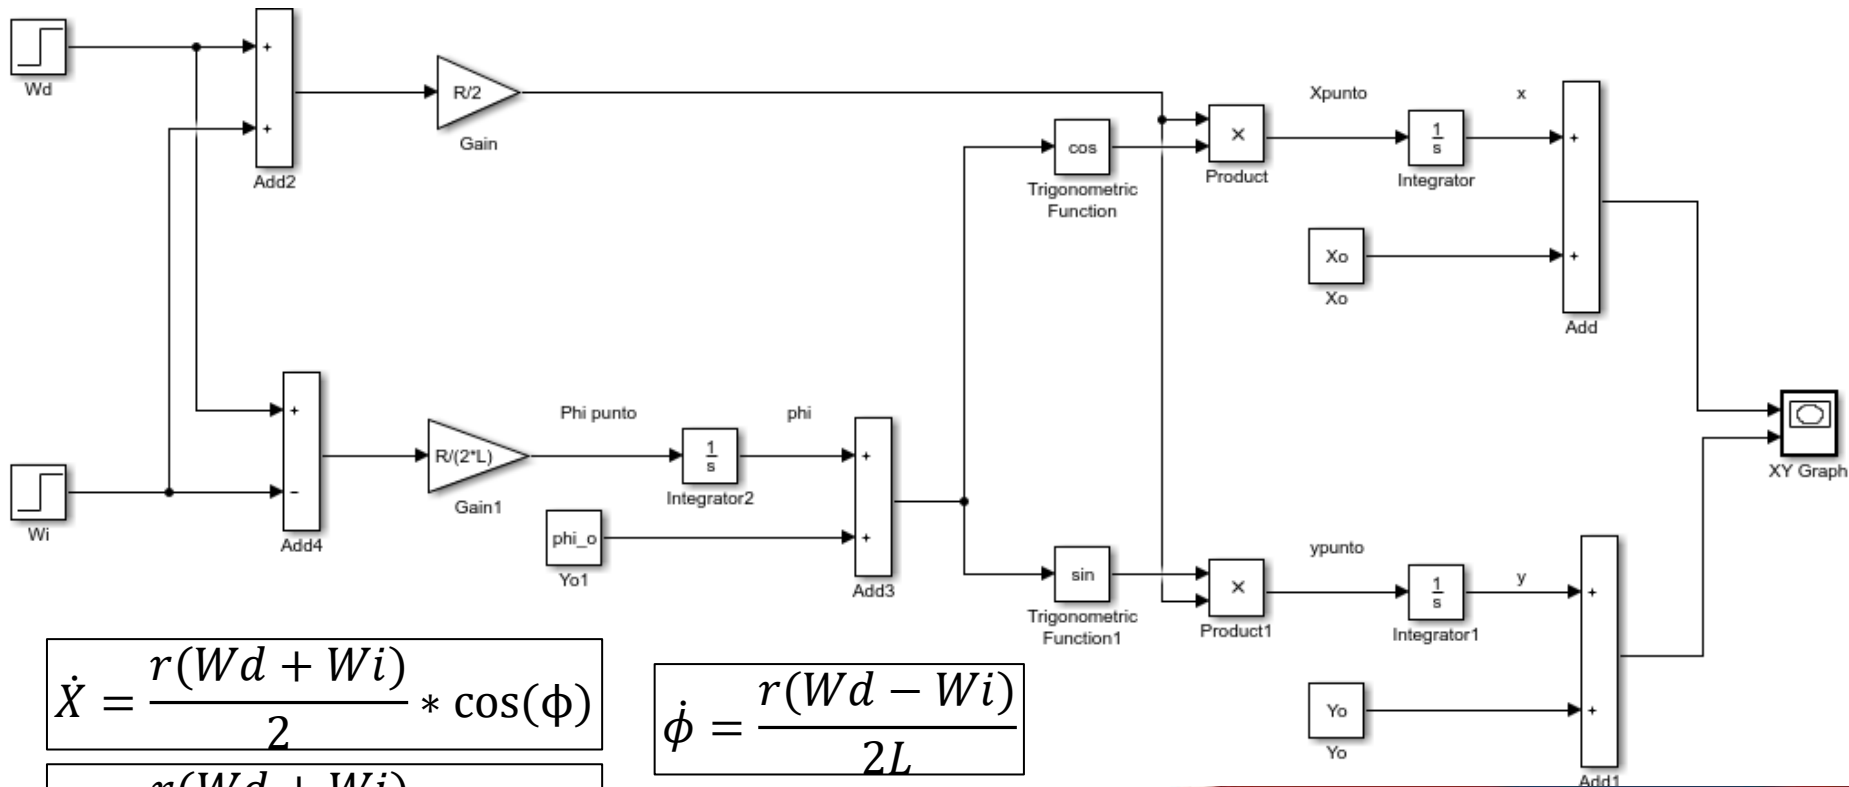 Wd
+
+
Add2
R/2
Gain
cos
Trigonometric
Function
×
Product
Xpunto
1
s
Integrator
x
+
+
Add
Xo
Xo
Wi
+
-
Add4
R/(2*L)
Gain1
Phi punto
1
s
Integrator2
phi
phi_o
Yo1
+
+
Add3
sin
Trigonometric
Function1
×
Product1
ypunto
1
s
Integrator1
y
+
+
Add1
Yo
Yo
XY Graph
Ẋ = r(Wd + Wi) / 2 * cos(ϕ)
ϕ̇ = r(Wd − Wi) / 2L
r(Wd + Wi)